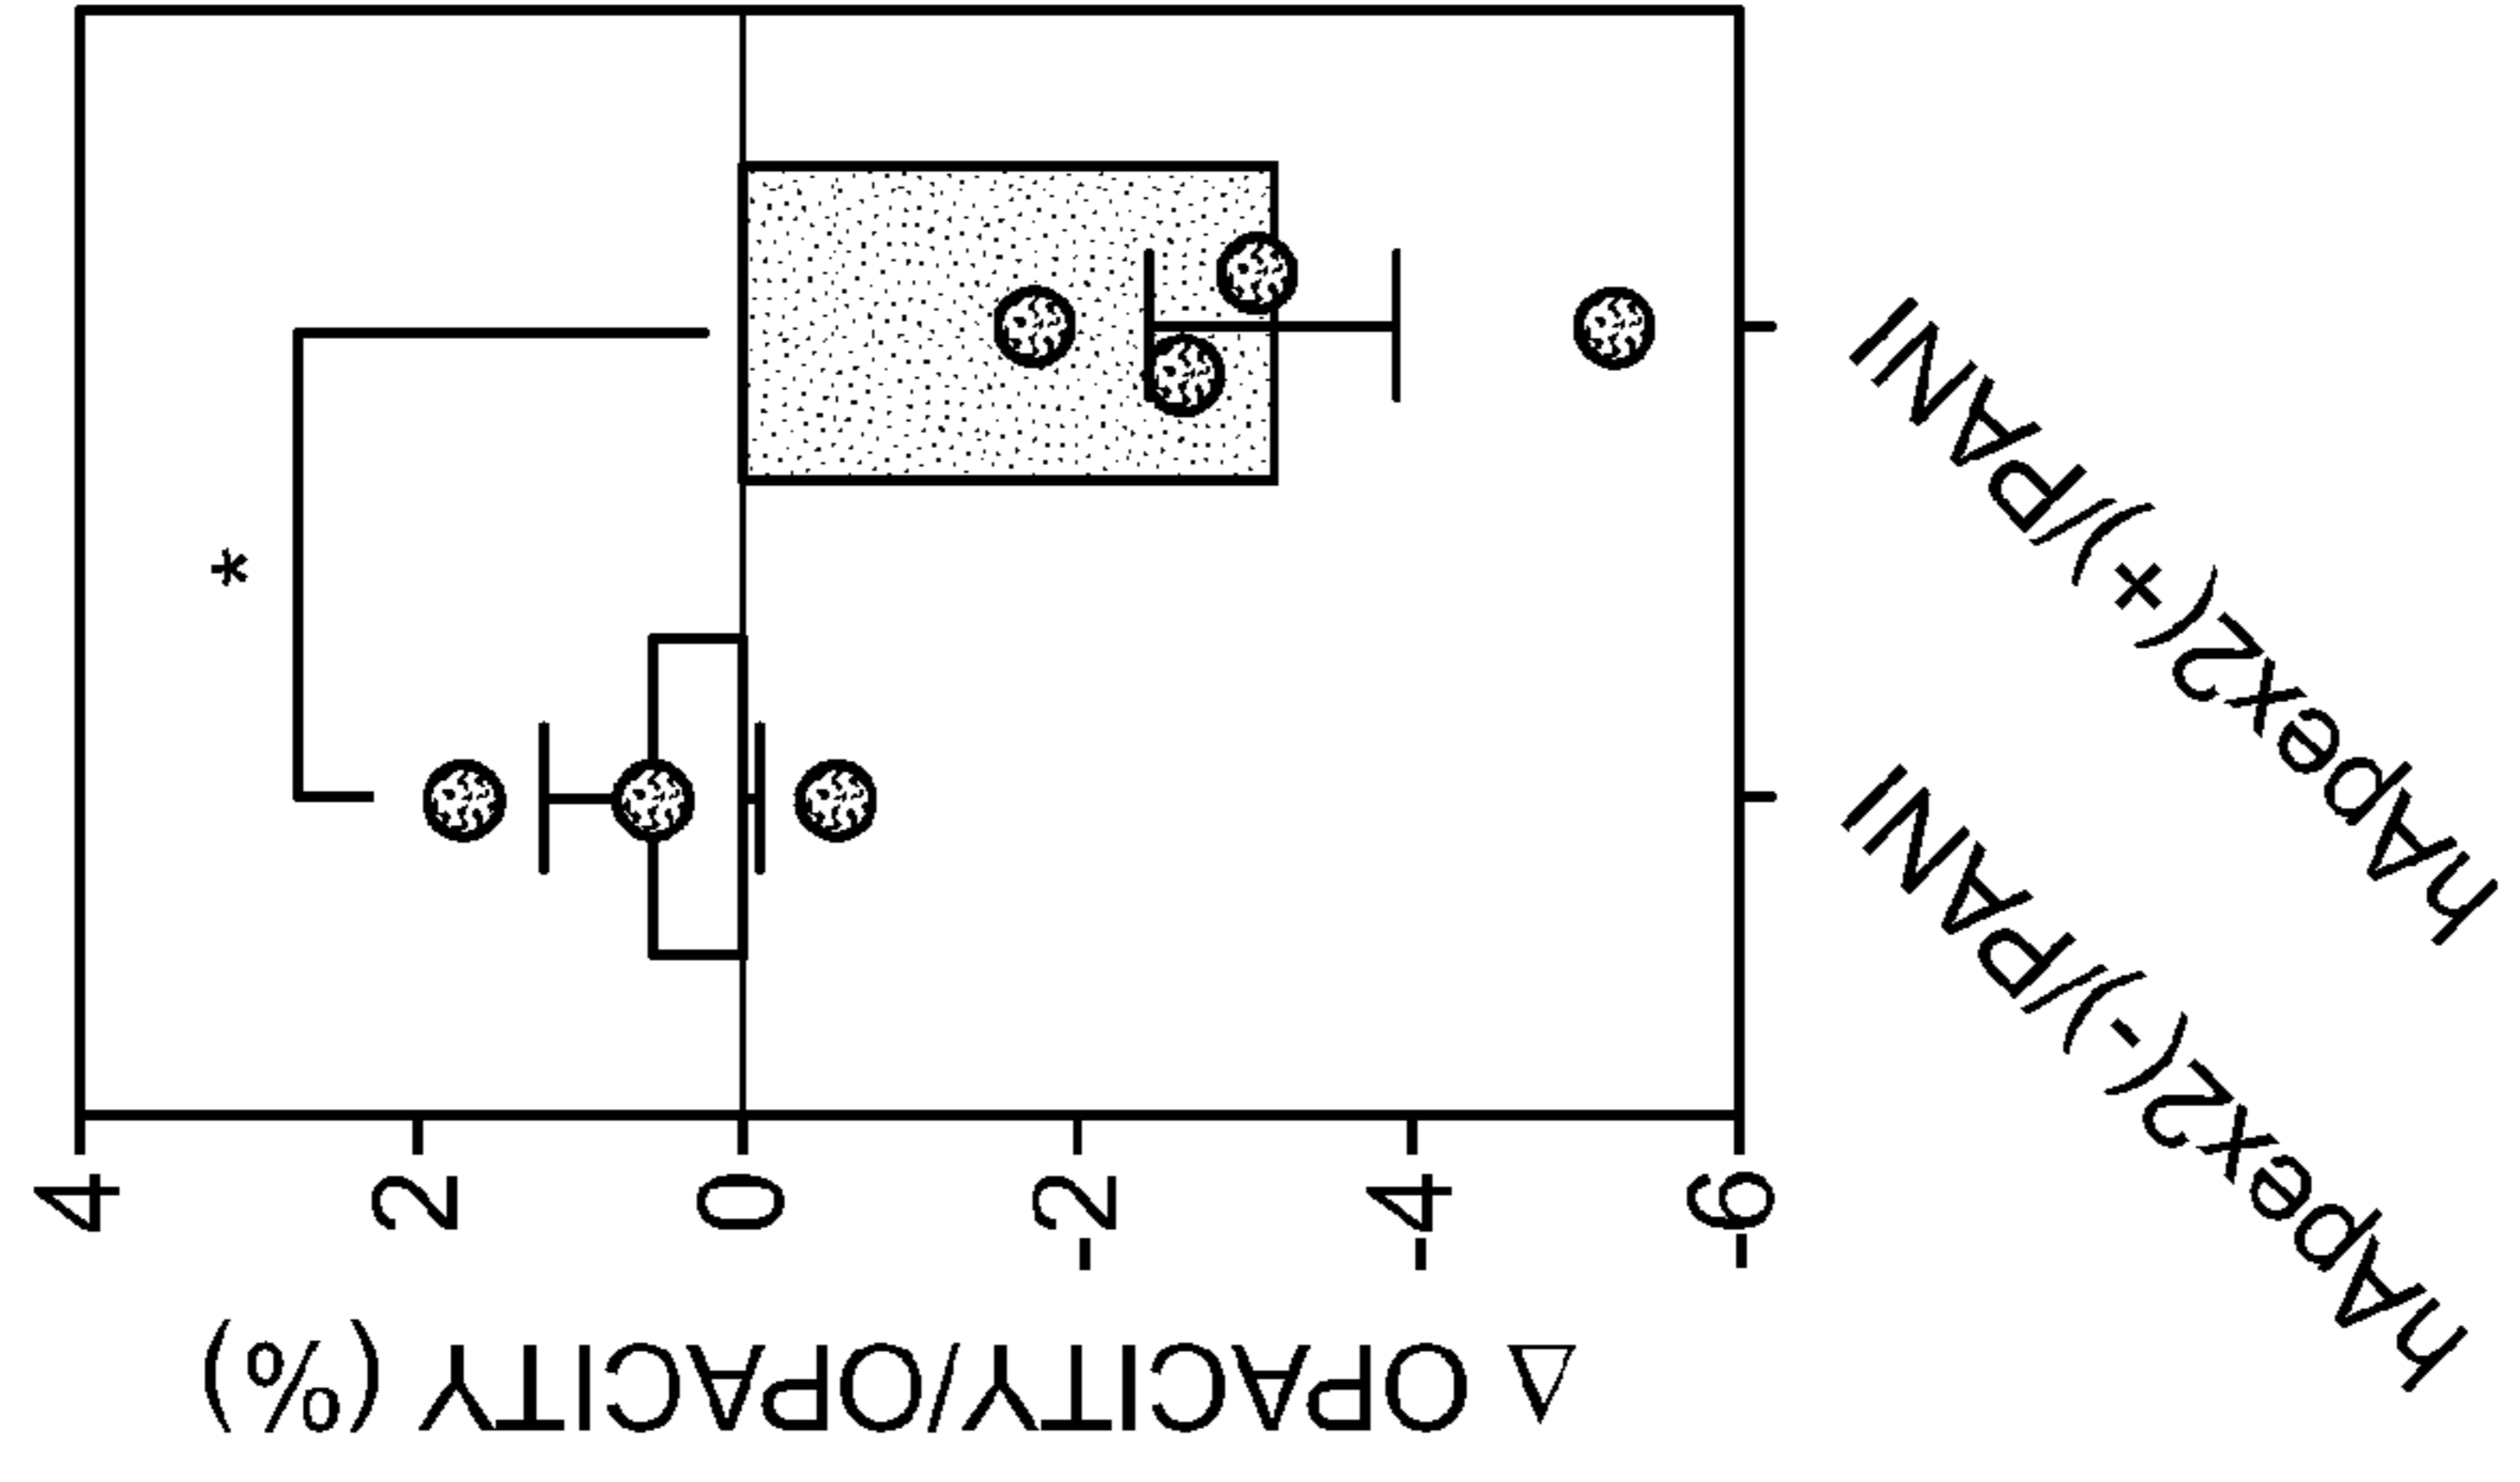 △ OPACITY/OPACITY (%)
4
2
0
-2
-4
-6
*
hApex2(-)//PANI
hApex2(+)//PANI